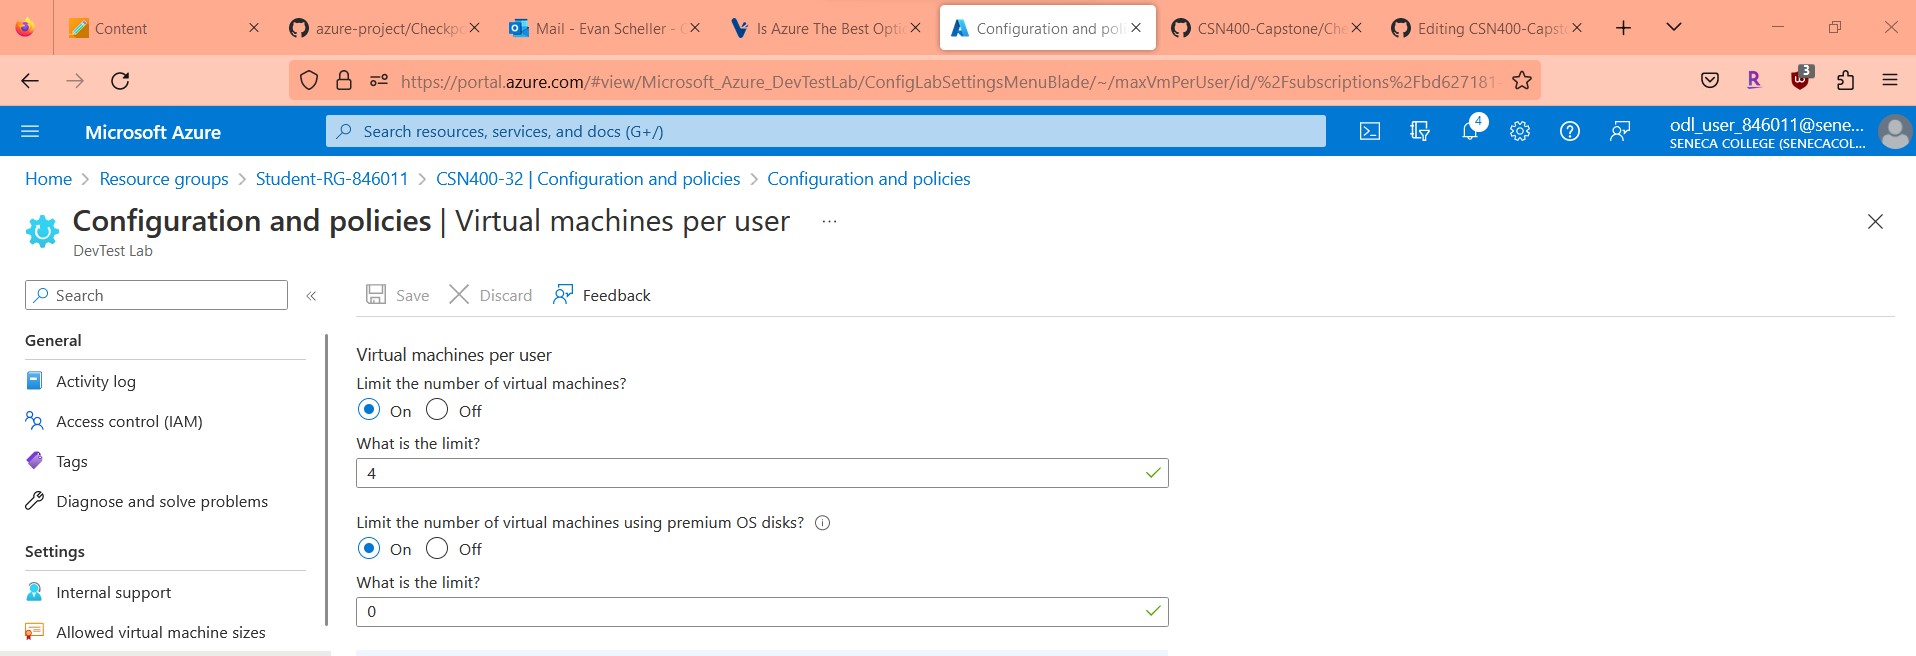 Content
azure-project/Checkp
Mail - Evan Scheller -
Is Azure The Best Opti
Configuration and poli
CSN400-Capstone/Che
Editing CSN400-Capst
https://portal.azure.com/#view/Microsoft_Azure_DevTestLab/ConfigLabSettingsMenuBlade/~/maxVmPerUser/id/%2Fsubscriptions%2Fbd627181-
R
3
Microsoft Azure
Search resources, services, and docs (G+/)
4
odl_user_846011@sene...
SENECA COLLEGE (SENECACOL...
Home > Resource groups > Student-RG-846011 > CSN400-32 | Configuration and policies > Configuration and policies
Configuration and policies | Virtual machines per user ...
DevTest Lab
Search «
Save Discard Feedback
General
Activity log
Access control (IAM)
Tags
Diagnose and solve problems
Settings
Internal support
Allowed virtual machine sizes
Virtual machines per user
Limit the number of virtual machines?
On Off
What is the limit?
4
Limit the number of virtual machines using premium OS disks?
On Off
What is the limit?
0